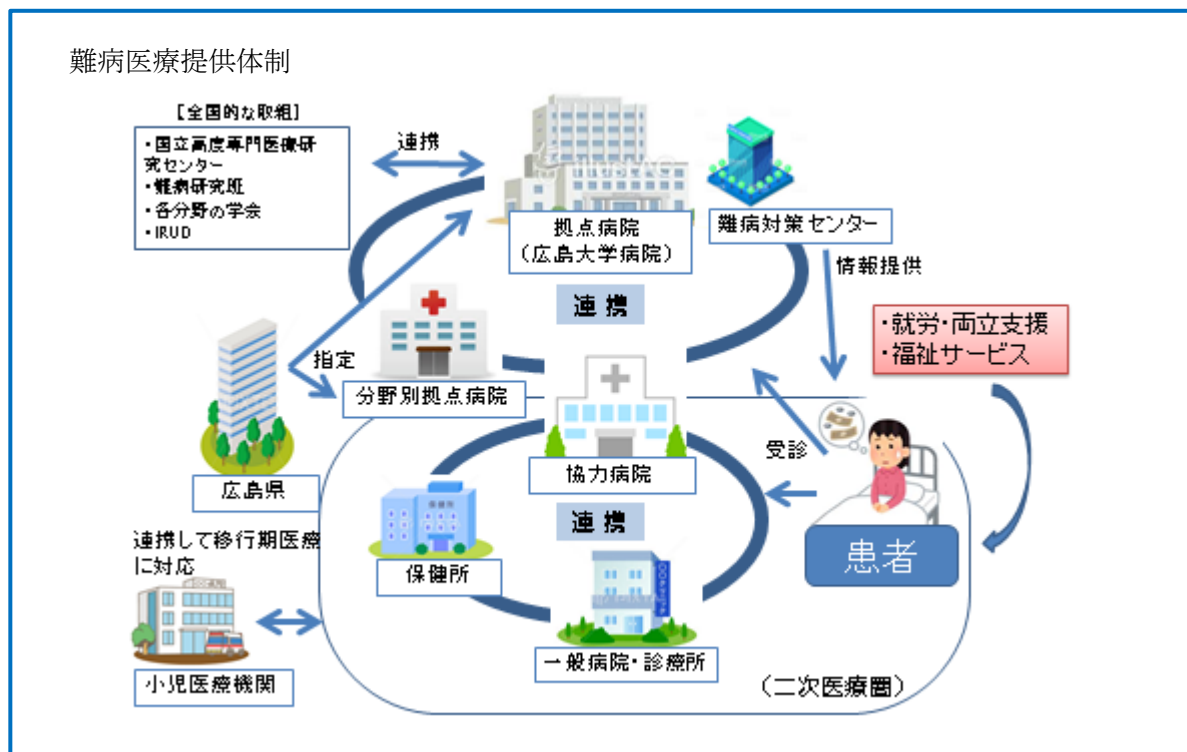 難病医療提供体制
[全国的な取組]
・国立高度専門医療研
究センター
・難病研究班
・各分野の学会
・IRUD
連携
拠点病院
（広島大学病院）
難病対策センター
情報提供
連携
・就労・両立支援
・福祉サービス
指定
分野別拠点病院
広島県
協力病院
受診
患者
連携
保健所
保健所
一般病院・診療所
（二次医療圏）
連携して移行期医療
に対応
小児医療機関